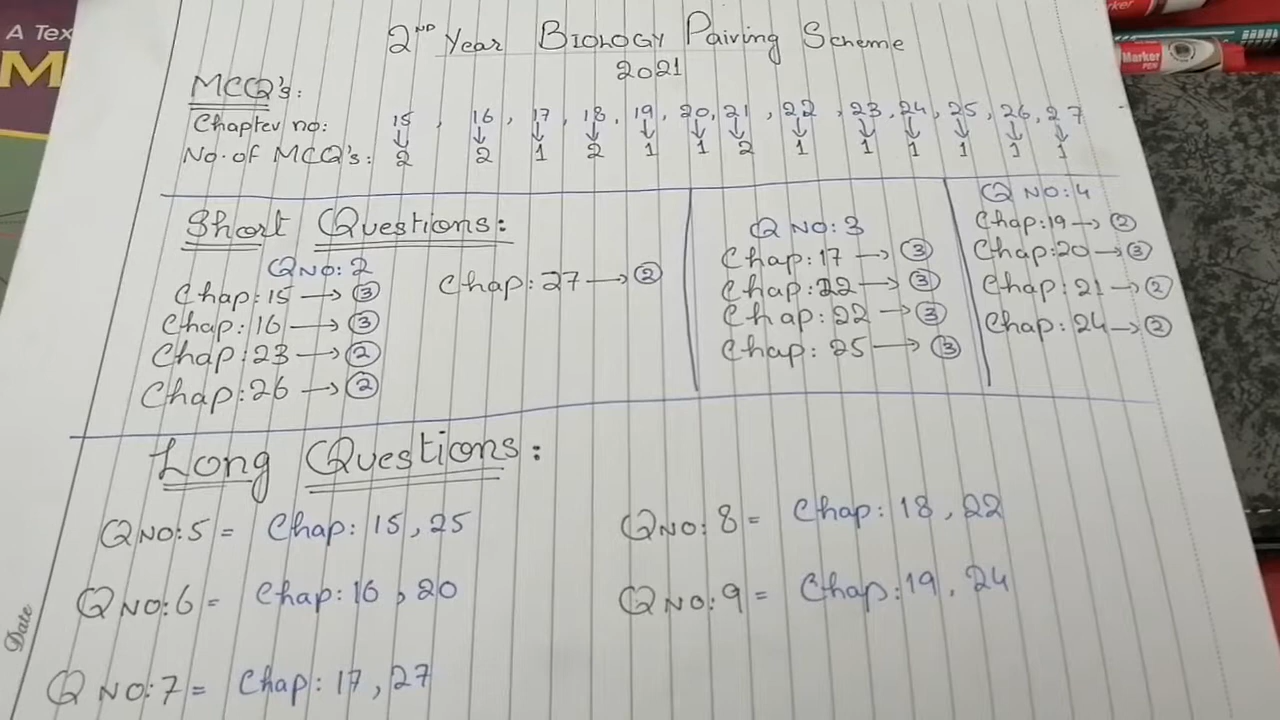 A Tex
M
Marker
PEN
2ND Year Biology Pairing Scheme
2021
MCQ's:
Chapter no: 15, 16, 17, 18, 19, 20, 21, 22, 23, 24, 25, 26, 27
↓ ↓ ↓ ↓ ↓ ↓ ↓ ↓ ↓ ↓ ↓ ↓ ↓
No. of MCQ's: 2 2 1 2 1 1 2 1 1 1 1 1 1
Short Questions:
Q NO: 2
Chap: 15 → 3
Chap: 16 → 3
Chap: 23 → 2
Chap: 26 → 2
Chap: 27 → 2
Q NO: 3
Chap: 17 → 3
Chap: 22 → 3
Chap: 22 → 3
Chap: 25 → 3
Q NO: 4
Chap: 19 → 2
Chap: 20 → 3
Chap: 21 → 2
Chap: 24 → 2
Long Questions:
Q NO: 5 = Chap: 15, 25
Q NO: 6 = Chap: 16, 20
Q NO: 7 = Chap: 17, 27
Q NO: 8 = Chap: 18, 22
Q NO: 9 = Chap: 19, 24
Date